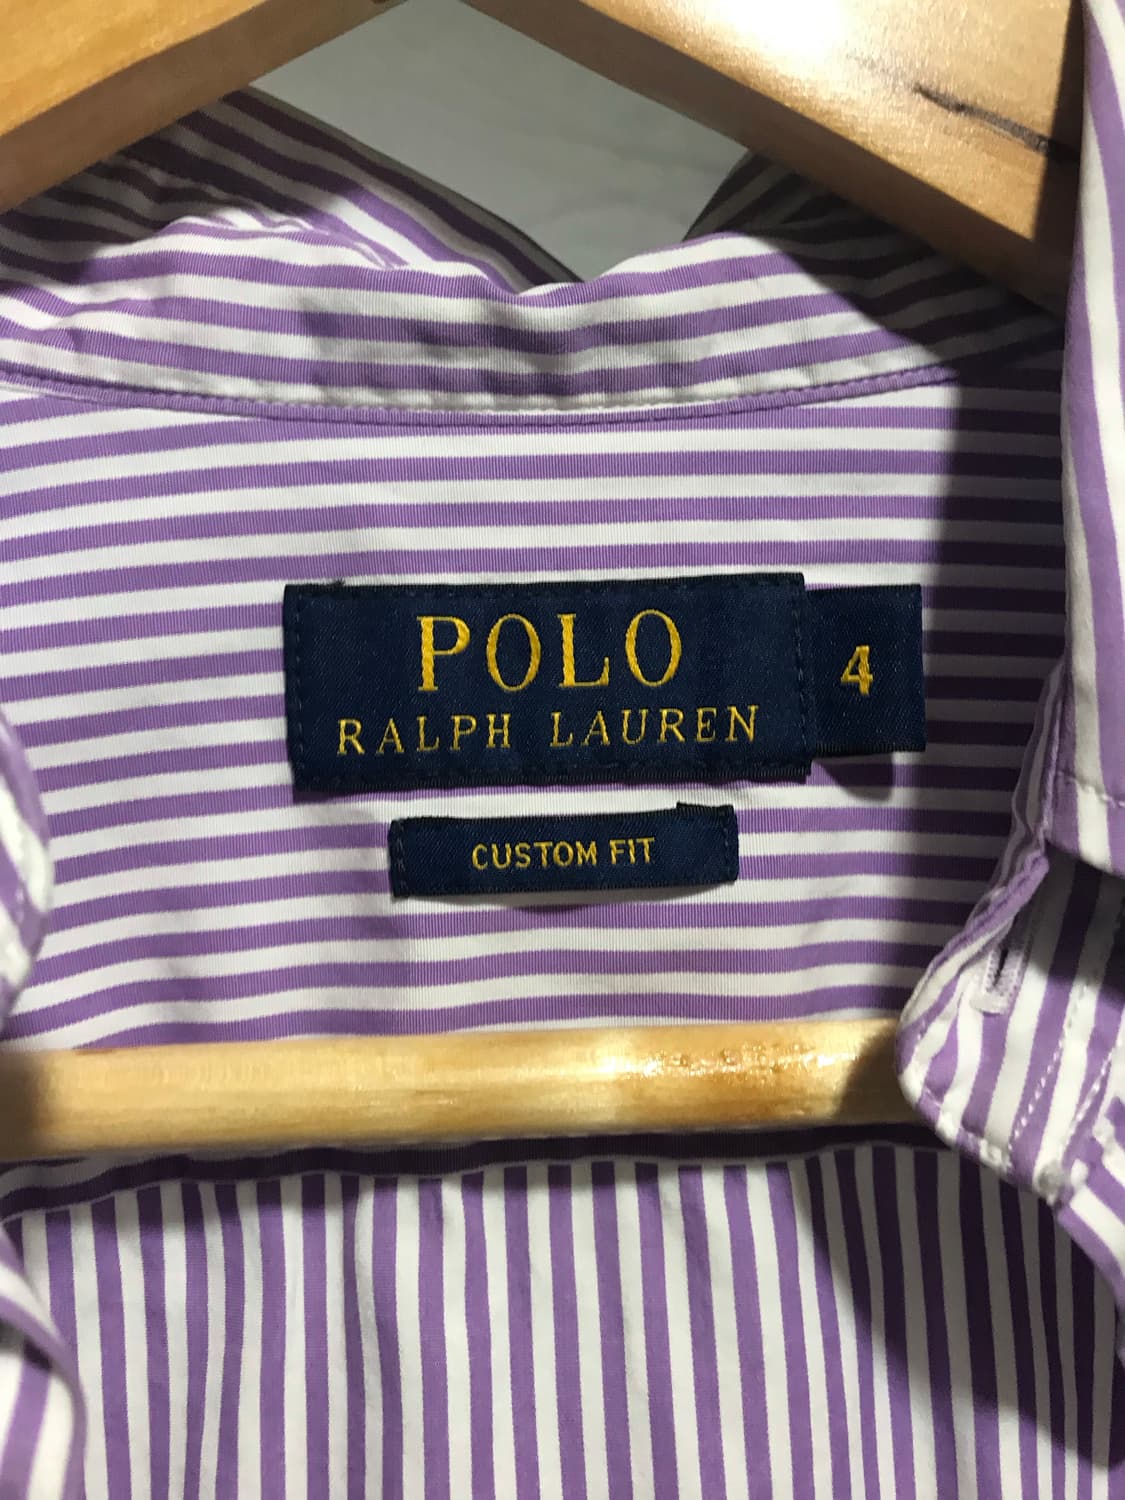 POLO
RALPH LAUREN
4
CUSTOM FIT